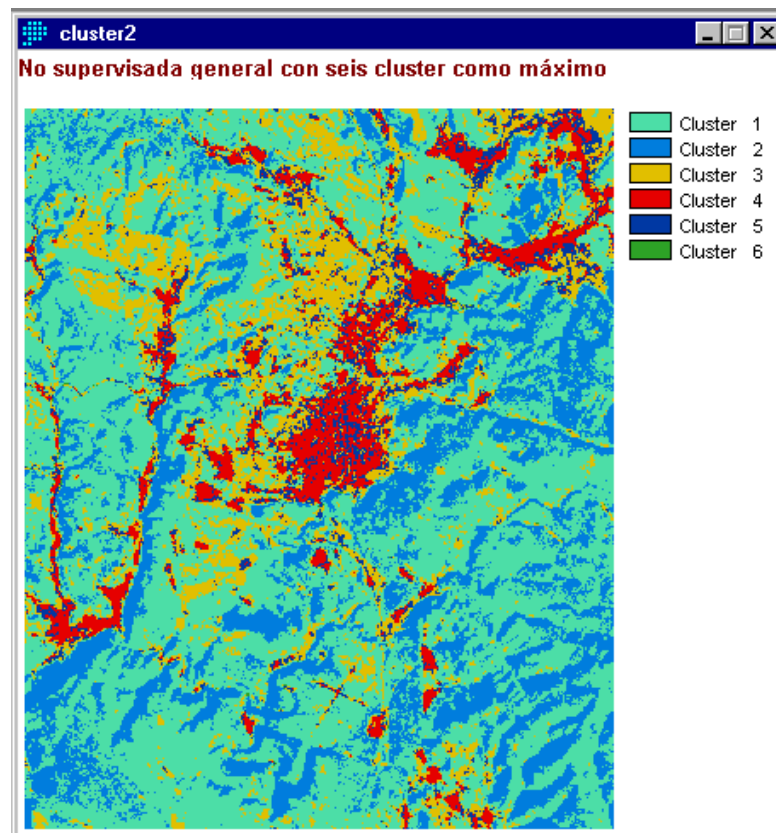 cluster2
No supervisada general con seis cluster como máximo
Cluster 1
Cluster 2
Cluster 3
Cluster 4
Cluster 5
Cluster 6